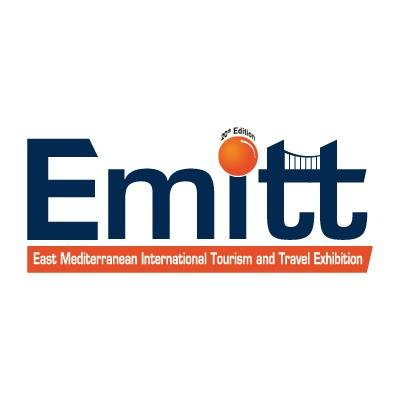 20th Edition
Emitt
East Mediterranean International Tourism and Travel Exhibition